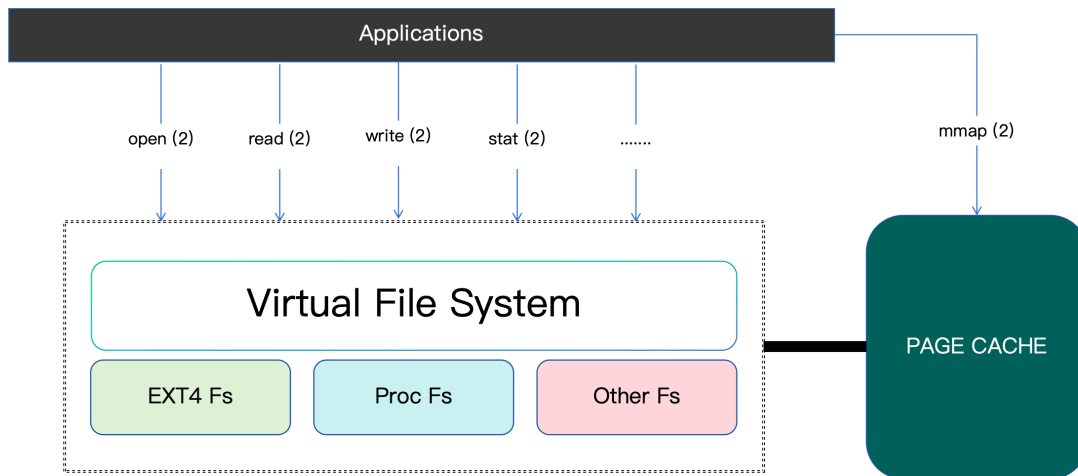 Applications
open (2)
read (2)
write (2)
stat (2)
.......
mmap (2)
Virtual File System
PAGE CACHE
EXT4 Fs
Proc Fs
Other Fs